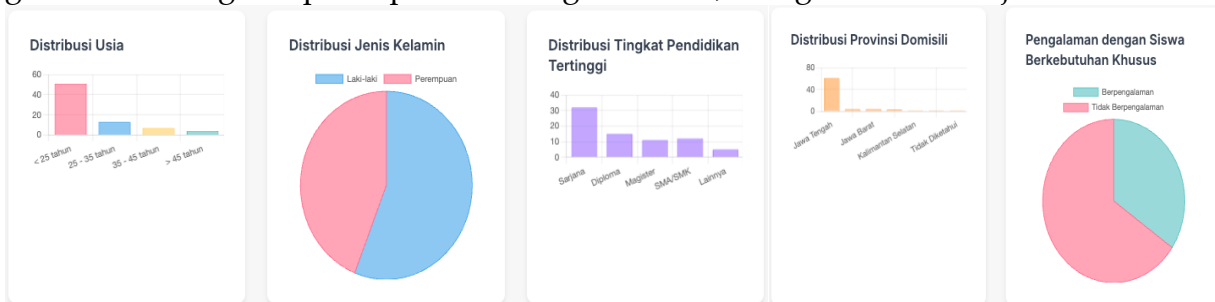 Distribusi Usia
60
40
20
0
< 25 tahun
25 - 35 tahun
35 - 45 tahun
> 45 tahun
Distribusi Jenis Kelamin
Laki-laki
Perempuan
Distribusi Tingkat Pendidikan
Tertinggi
40
30
20
10
0
Sarjana
Diploma
Magister
SMA/SMK
Lainnya
Distribusi Provinsi Domisili
80
40
0
Jawa Tengah
Jawa Barat
Kalimantan Selatan
Tidak Diketahui
Pengalaman dengan Siswa
Berkebutuhan Khusus
Berpengalaman
Tidak Berpengalaman